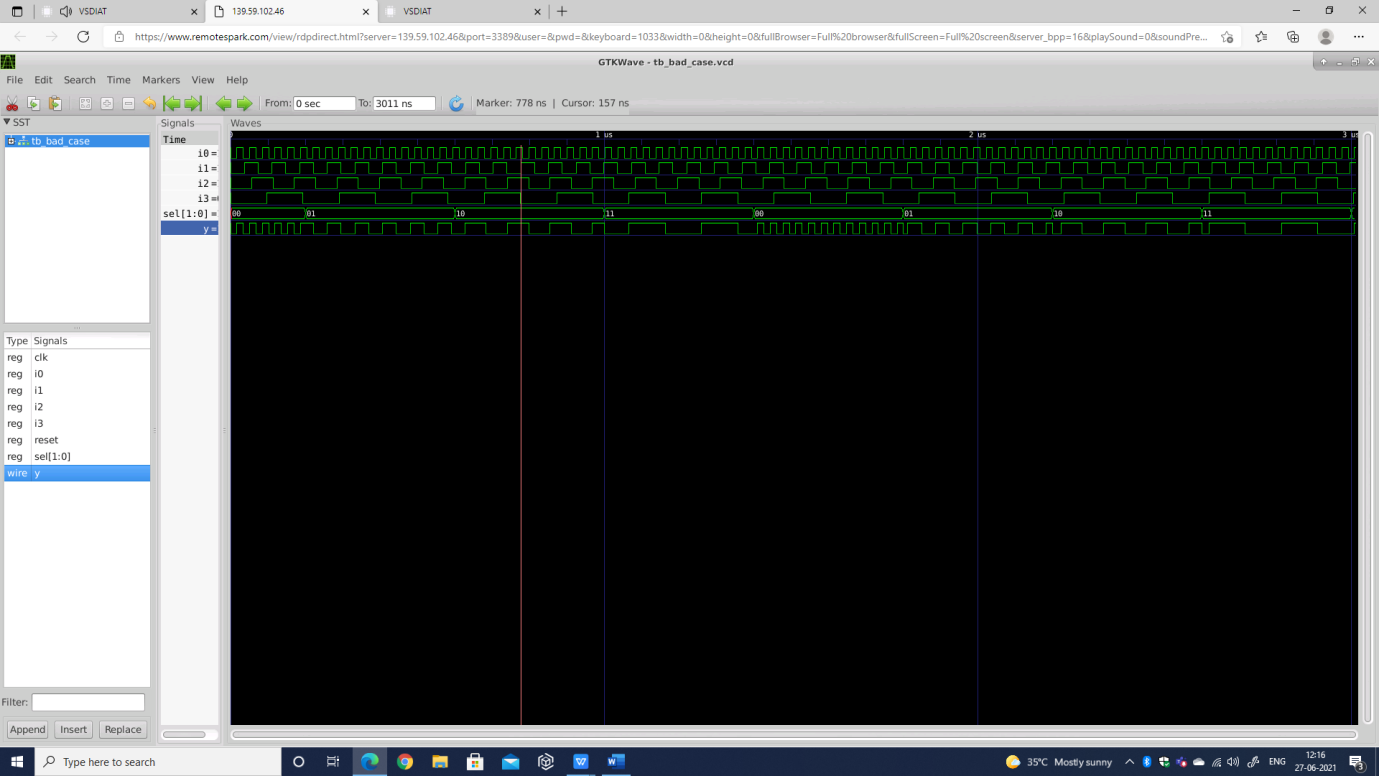 VSDIAT
139.59.102.46
VSDIAT
https://www.remotespark.com/view/rdpdirect.html?server=139.59.102.46&port=3389&user=&pwd=&keyboard=1033&width=0&height=0&fullBrowser=Full%20browser&fullScreen=Full%20screen&server_bpp=16&playSound=0&soundPre...
GTKWave - tb_bad_case.vcd
File Edit Search Time Markers View Help
From: 0 sec To: 3011 ns Marker: 778 ns | Cursor: 157 ns
SST
tb_bad_case
Type Signals
reg clk
reg i0
reg i1
reg i2
reg i3
reg reset
reg sel[1:0]
wire y
Filter:
Append Insert Replace
Signals
Time
i0 =
i1 =
i2 =
i3 =
sel[1:0] =
y =
Waves
1 us 2 us 3 us
00 01 10 11 00 01 10 11
Type here to search
35°C Mostly sunny
ENG
12:16
27-06-2021
3